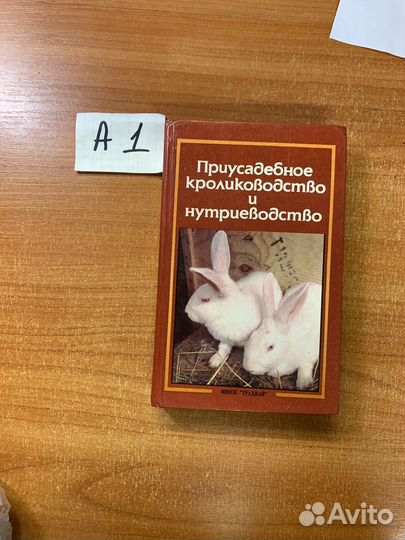 А 1
Приусадебное
кролиководство
и
нутриеводство
МИНСК "УРАДЖАЙ"
Avito